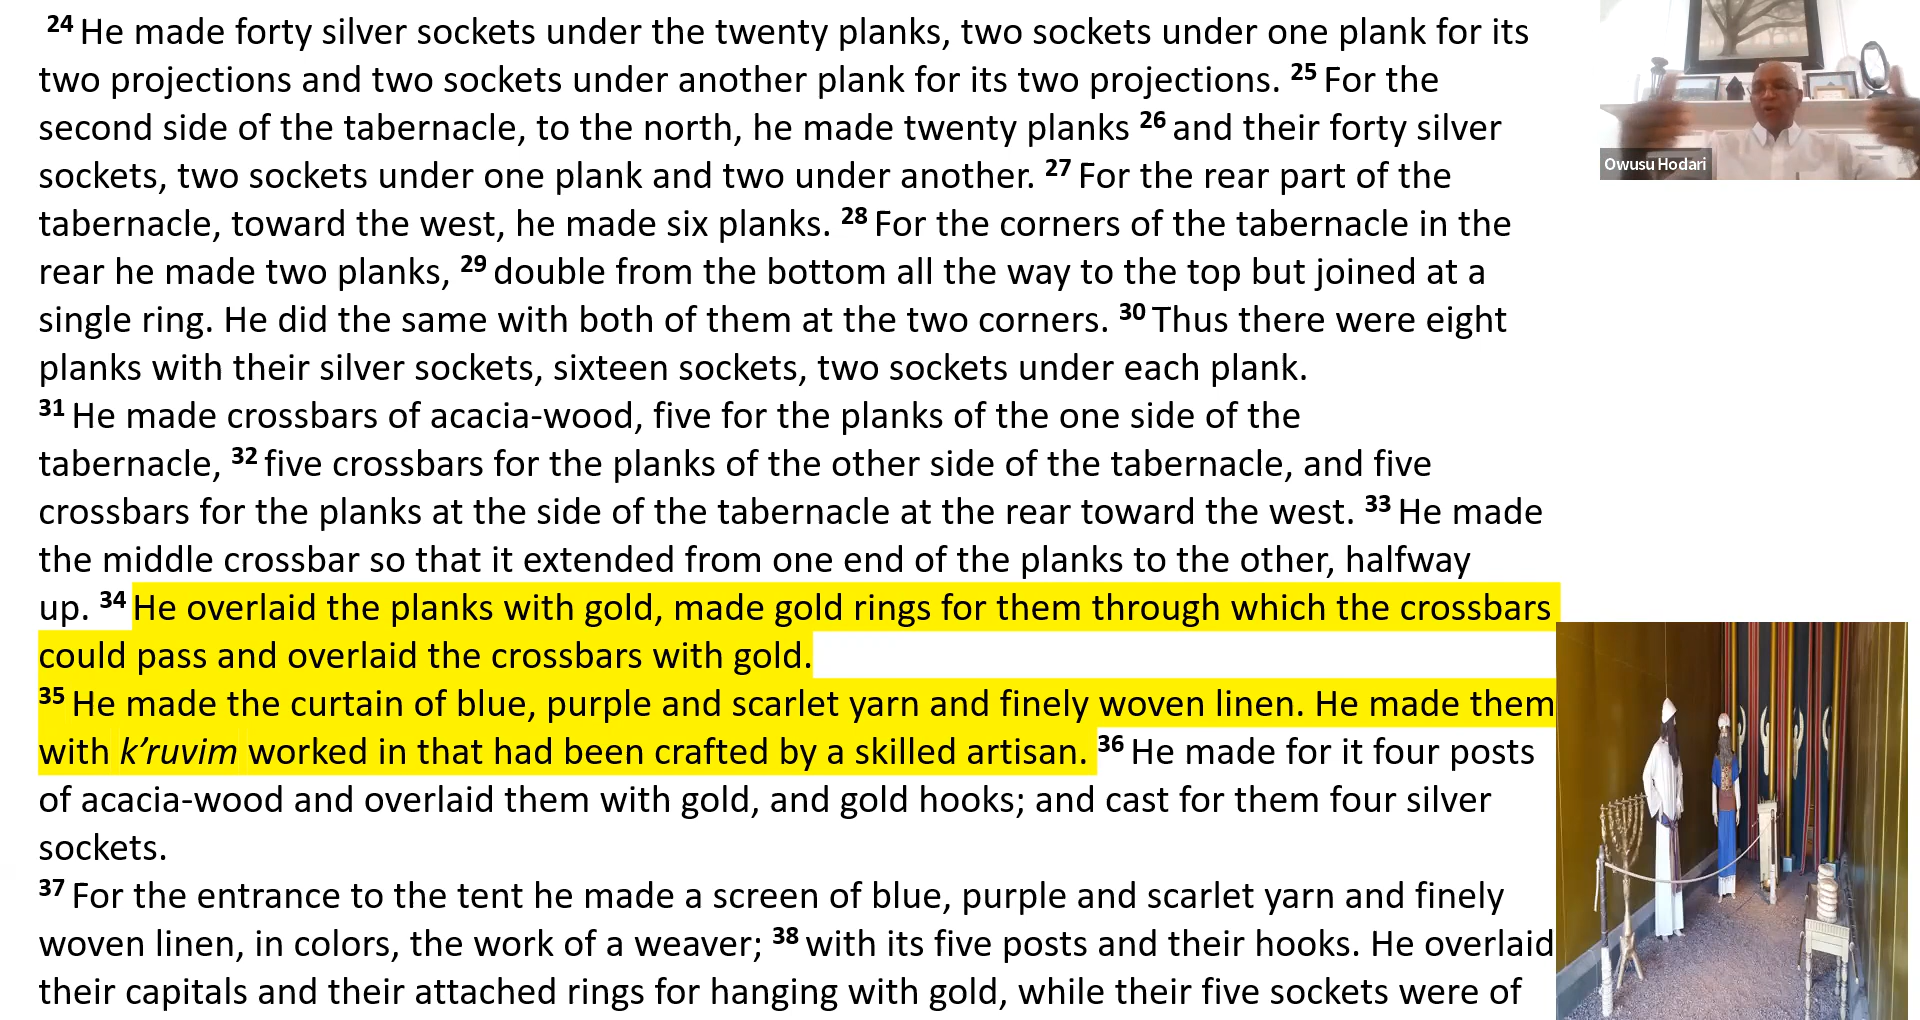 24 He made forty silver sockets under the twenty planks, two sockets under one plank for its
two projections and two sockets under another plank for its two projections. 25 For the
second side of the tabernacle, to the north, he made twenty planks 26 and their forty silver
sockets, two sockets under one plank and two under another. 27 For the rear part of the
tabernacle, toward the west, he made six planks. 28 For the corners of the tabernacle in the
rear he made two planks, 29 double from the bottom all the way to the top but joined at a
single ring. He did the same with both of them at the two corners. 30 Thus there were eight
planks with their silver sockets, sixteen sockets, two sockets under each plank.
31 He made crossbars of acacia-wood, five for the planks of the one side of the
tabernacle, 32 five crossbars for the planks of the other side of the tabernacle, and five
crossbars for the planks at the side of the tabernacle at the rear toward the west. 33 He made
the middle crossbar so that it extended from one end of the planks to the other, halfway
up. 34 He overlaid the planks with gold, made gold rings for them through which the crossbars
could pass and overlaid the crossbars with gold.
35 He made the curtain of blue, purple and scarlet yarn and finely woven linen. He made them
with k’ruvim worked in that had been crafted by a skilled artisan. 36 He made for it four posts
of acacia-wood and overlaid them with gold, and gold hooks; and cast for them four silver
sockets.
37 For the entrance to the tent he made a screen of blue, purple and scarlet yarn and finely
woven linen, in colors, the work of a weaver; 38 with its five posts and their hooks. He overlaid
their capitals and their attached rings for hanging with gold, while their five sockets were of
Owusu Hodari